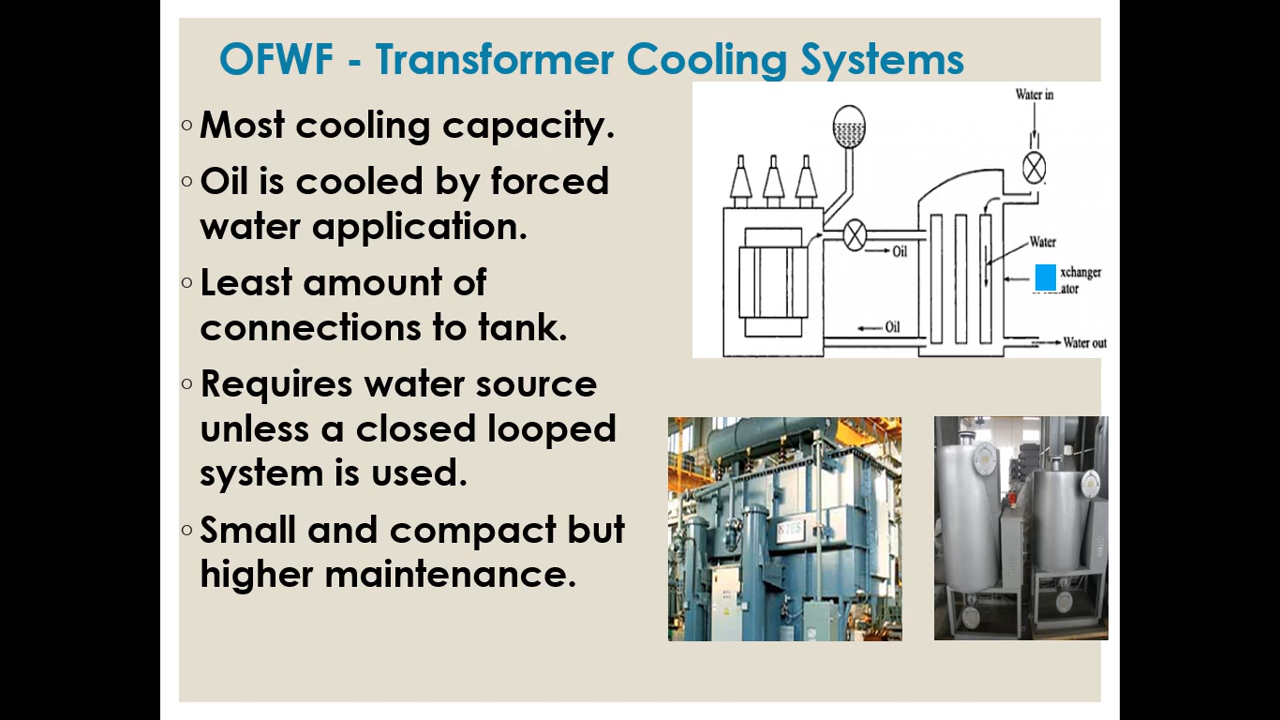 OFWF - Transformer Cooling Systems
◦ Most cooling capacity.
◦ Oil is cooled by forced
water application.
◦ Least amount of
connections to tank.
◦ Requires water source
unless a closed looped
system is used.
◦ Small and compact but
higher maintenance.
Water in
Oil
Water
xchanger
ator
Oil
Water out
TES